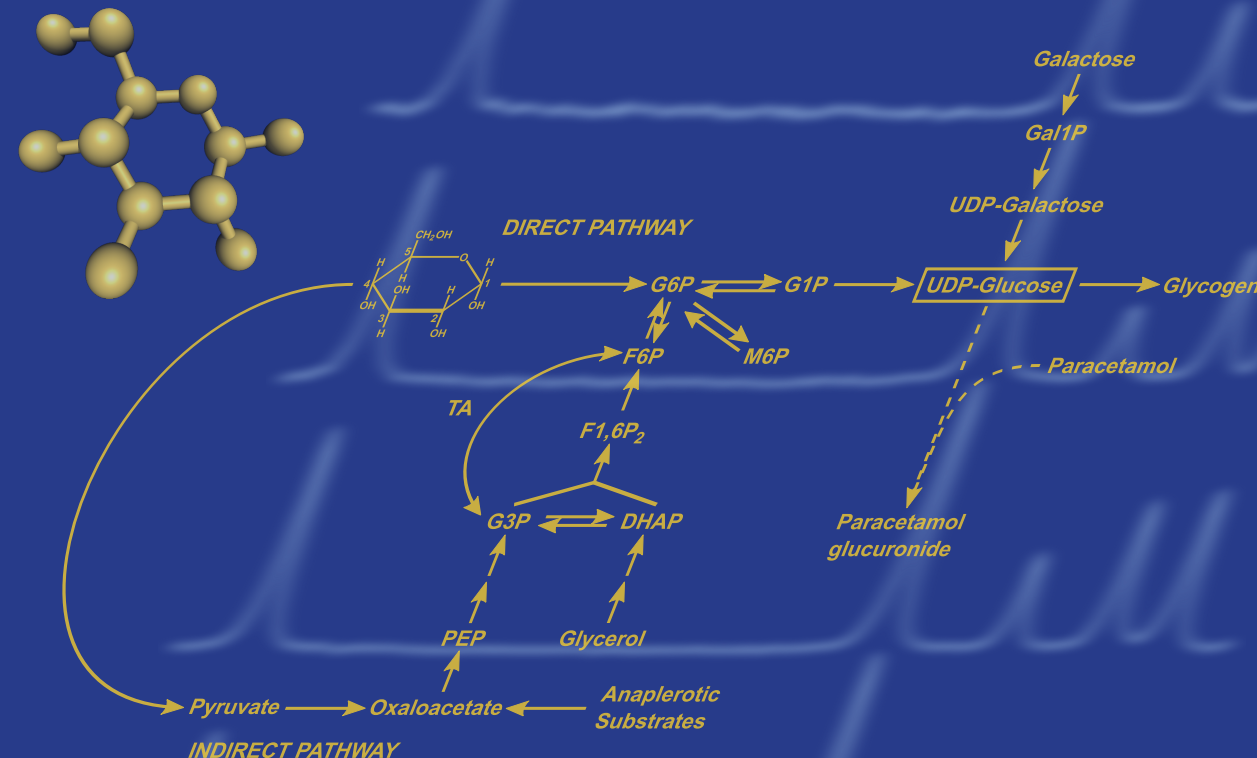 Galactose
Gal1P
UDP-Galactose
DIRECT PATHWAY
CH2OH
5
O
H
H
H
4
1
OH
H
OH
OH
3
2
H
OH
G6P
G1P
UDP-Glucose
Glycogen
F6P
M6P
Paracetamol
TA
F1,6P2
G3P
DHAP
Paracetamol
glucuronide
PEP
Glycerol
Pyruvate
Oxaloacetate
Anaplerotic
Substrates
INDIRECT PATHWAY